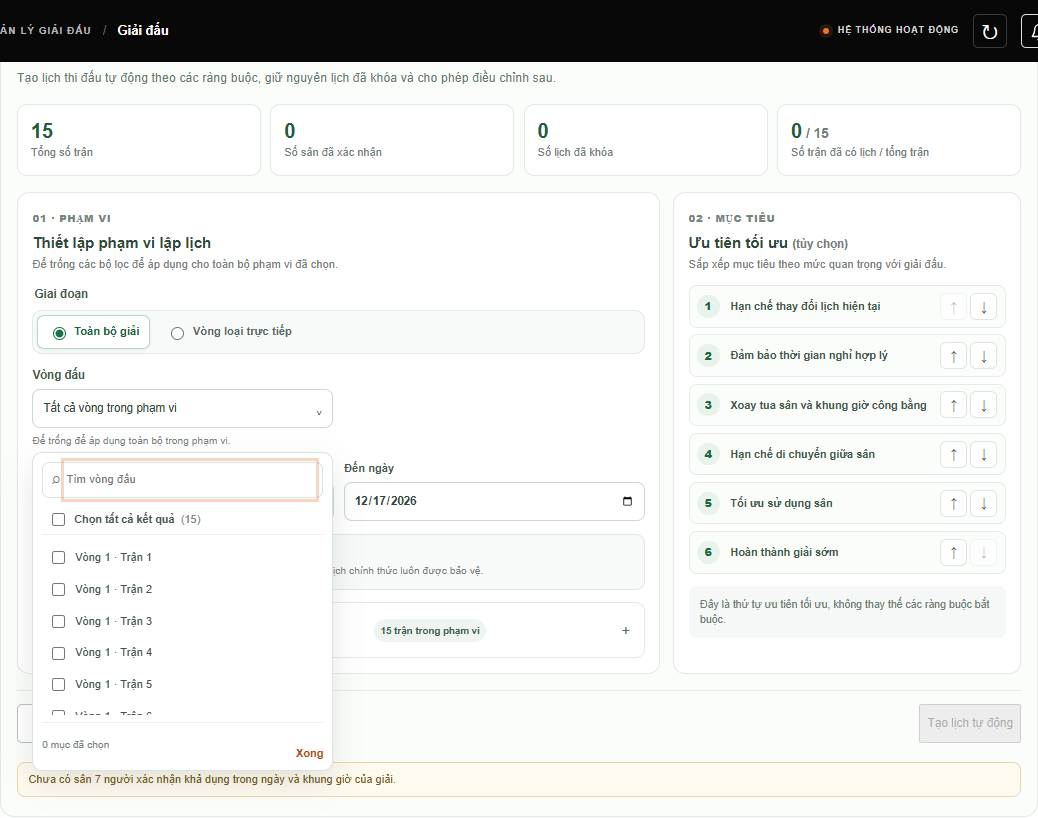 ẢN LÝ GIẢI ĐẤU / Giải đấu
HỆ THỐNG HOẠT ĐỘNG
Tạo lịch thi đấu tự động theo các ràng buộc, giữ nguyên lịch đã khóa và cho phép điều chỉnh sau.
15
Tổng số trận
0
Số sân đã xác nhận
0
Số lịch đã khóa
0 / 15
Số trận đã có lịch / tổng trận
01 · PHẠM VI
Thiết lập phạm vi lập lịch
Để trống các bộ lọc để áp dụng cho toàn bộ phạm vi đã chọn.
Giai đoạn
Toàn bộ giải
Vòng loại trực tiếp
Vòng đấu
Tất cả vòng trong phạm vi
Để trống để áp dụng toàn bộ trong phạm vi.
Tìm vòng đấu
Chọn tất cả kết quả (15)
Vòng 1 · Trận 1
Vòng 1 · Trận 2
Vòng 1 · Trận 3
Vòng 1 · Trận 4
Vòng 1 · Trận 5
Vòng 1 · Trận 6
0 mục đã chọn
Xong
Đến ngày
12/17/2026
ịch chính thức luôn được bảo vệ.
15 trận trong phạm vi
+
02 · MỤC TIÊU
Ưu tiên tối ưu (tùy chọn)
Sắp xếp mục tiêu theo mức quan trọng với giải đấu.
1 Hạn chế thay đổi lịch hiện tại ↑ ↓
2 Đảm bảo thời gian nghỉ hợp lý ↑ ↓
3 Xoay tua sân và khung giờ công bằng ↑ ↓
4 Hạn chế di chuyển giữa sân ↑ ↓
5 Tối ưu sử dụng sân ↑ ↓
6 Hoàn thành giải sớm ↑ ↓
Đây là thứ tự ưu tiên tối ưu, không thay thế các ràng buộc bắt
buộc.
Tạo lịch tự động
Chưa có sân 7 người xác nhận khả dụng trong ngày và khung giờ của giải.